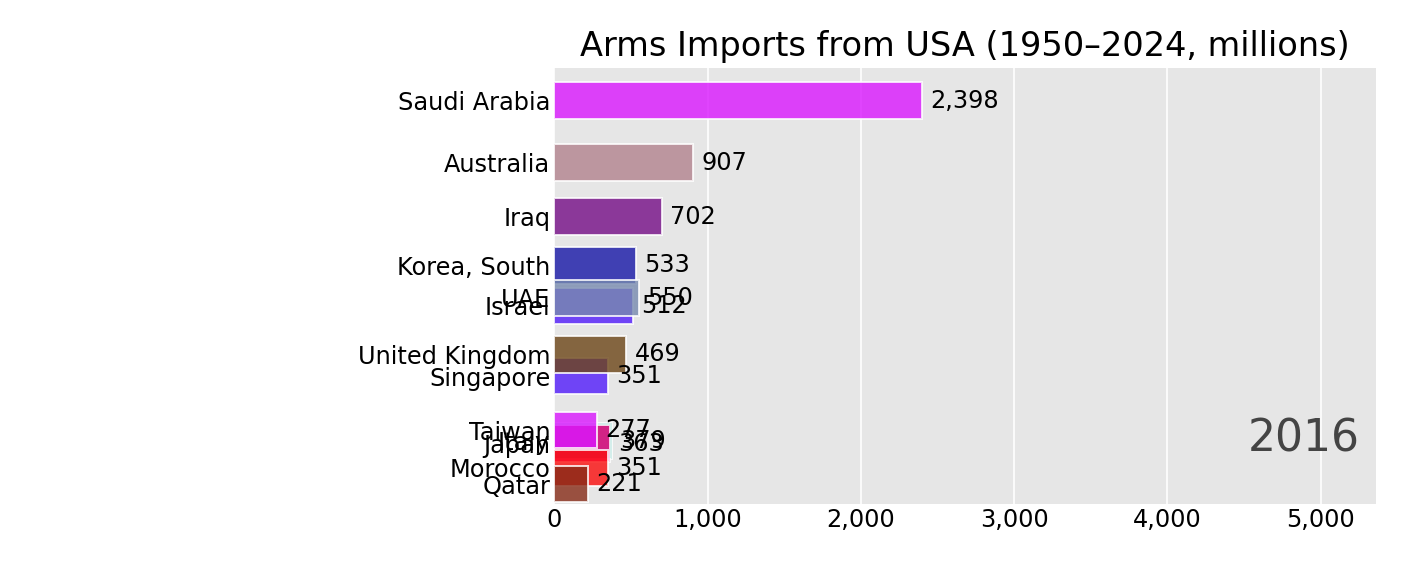 Arms Imports from USA (1950–2024, millions)
Saudi Arabia 2,398
Australia 907
Iraq 702
Korea, South 533
UAE 550
Israel 512
United Kingdom 469
Singapore 351
Taiwan 277
Japan 363
Morocco 351
Qatar 221
2016
0 1,000 2,000 3,000 4,000 5,000